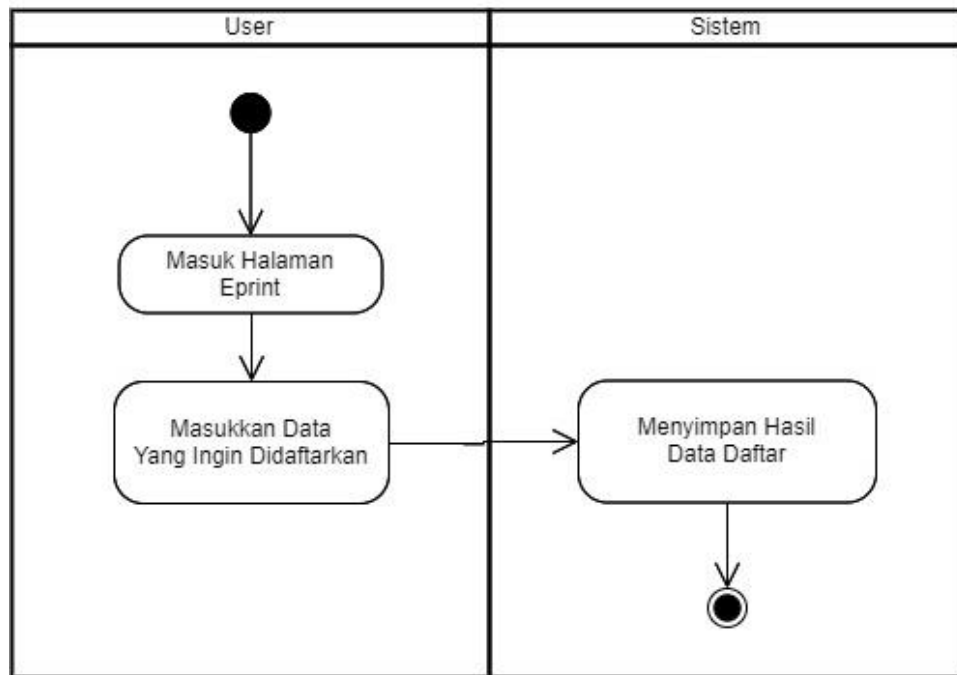 User
Sistem
Masuk Halaman
Eprint
Masukkan Data
Yang Ingin Didaftarkan
Menyimpan Hasil
Data Daftar